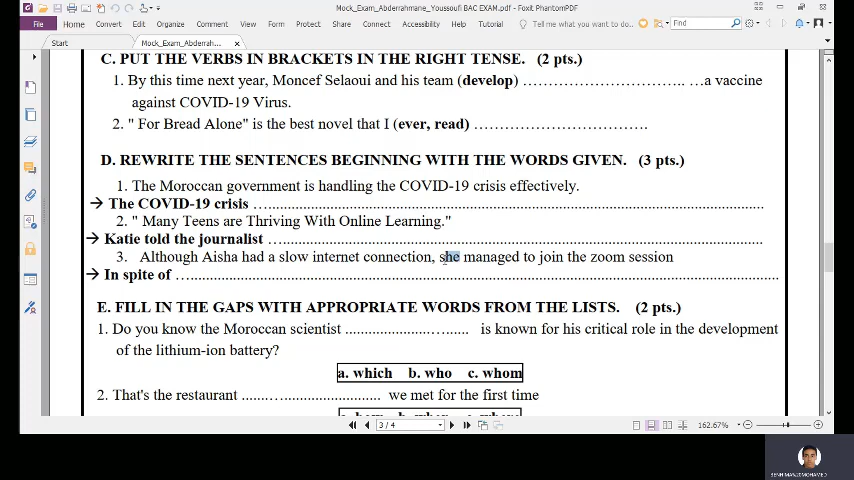 Mock_Exam_Abderrahmane_Youssoufi BAC EXAM.pdf - Foxit PhantomPDF
File Home Convert Edit Organize Comment View Form Protect Share Connect Accessibility Help Tutorial Tell me what you want to do... Find
Start Mock_Exam_Abderrah...
C. PUT THE VERBS IN BRACKETS IN THE RIGHT TENSE. (2 pts.)
1. By this time next year, Moncef Selaoui and his team (develop) ………………………….. …a vaccine
against COVID-19 Virus.
2. " For Bread Alone" is the best novel that I (ever, read) …………………………….
D. REWRITE THE SENTENCES BEGINNING WITH THE WORDS GIVEN. (3 pts.)
1. The Moroccan government is handling the COVID-19 crisis effectively.
→ The COVID-19 crisis …..............................................................................................
2. " Many Teens are Thriving With Online Learning."
→ Katie told the journalist …..............................................................................................
3. Although Aisha had a slow internet connection, she managed to join the zoom session
→ In spite of ….....................................................................................................................
E. FILL IN THE GAPS WITH APPROPRIATE WORDS FROM THE LISTS. (2 pts.)
1. Do you know the Moroccan scientist .....................…...... is known for his critical role in the development
of the lithium-ion battery?
a. which b. who c. whom
2. That's the restaurant .......…........................ we met for the first time
3 / 4 162.67%